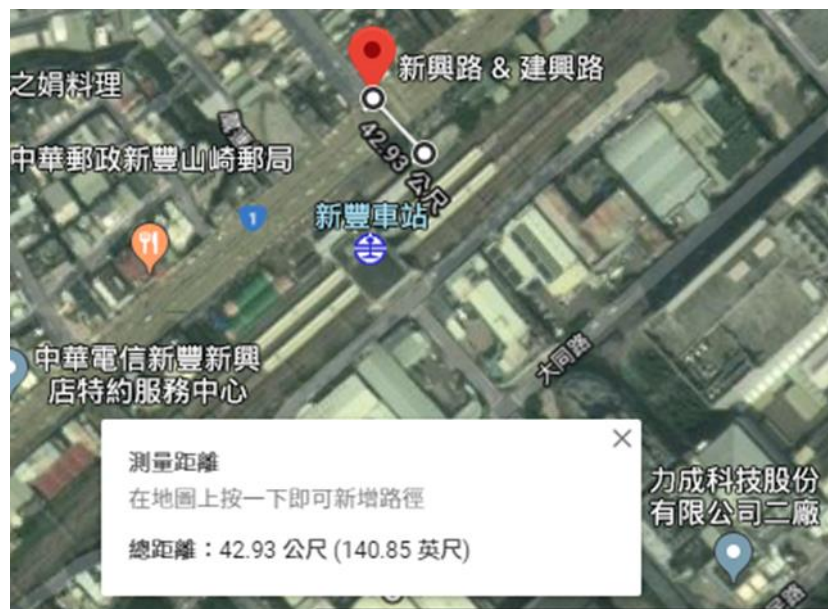 新興路 & 建興路
之娟料理
42.93 公尺
中華郵政新豐山崎郵局
新豐車站
1
大同路
中華電信新豐新興
店特約服務中心
測量距離
在地圖上按一下即可新增路徑
總距離：42.93 公尺 (140.85 英尺)
力成科技股份
有限公司二廠